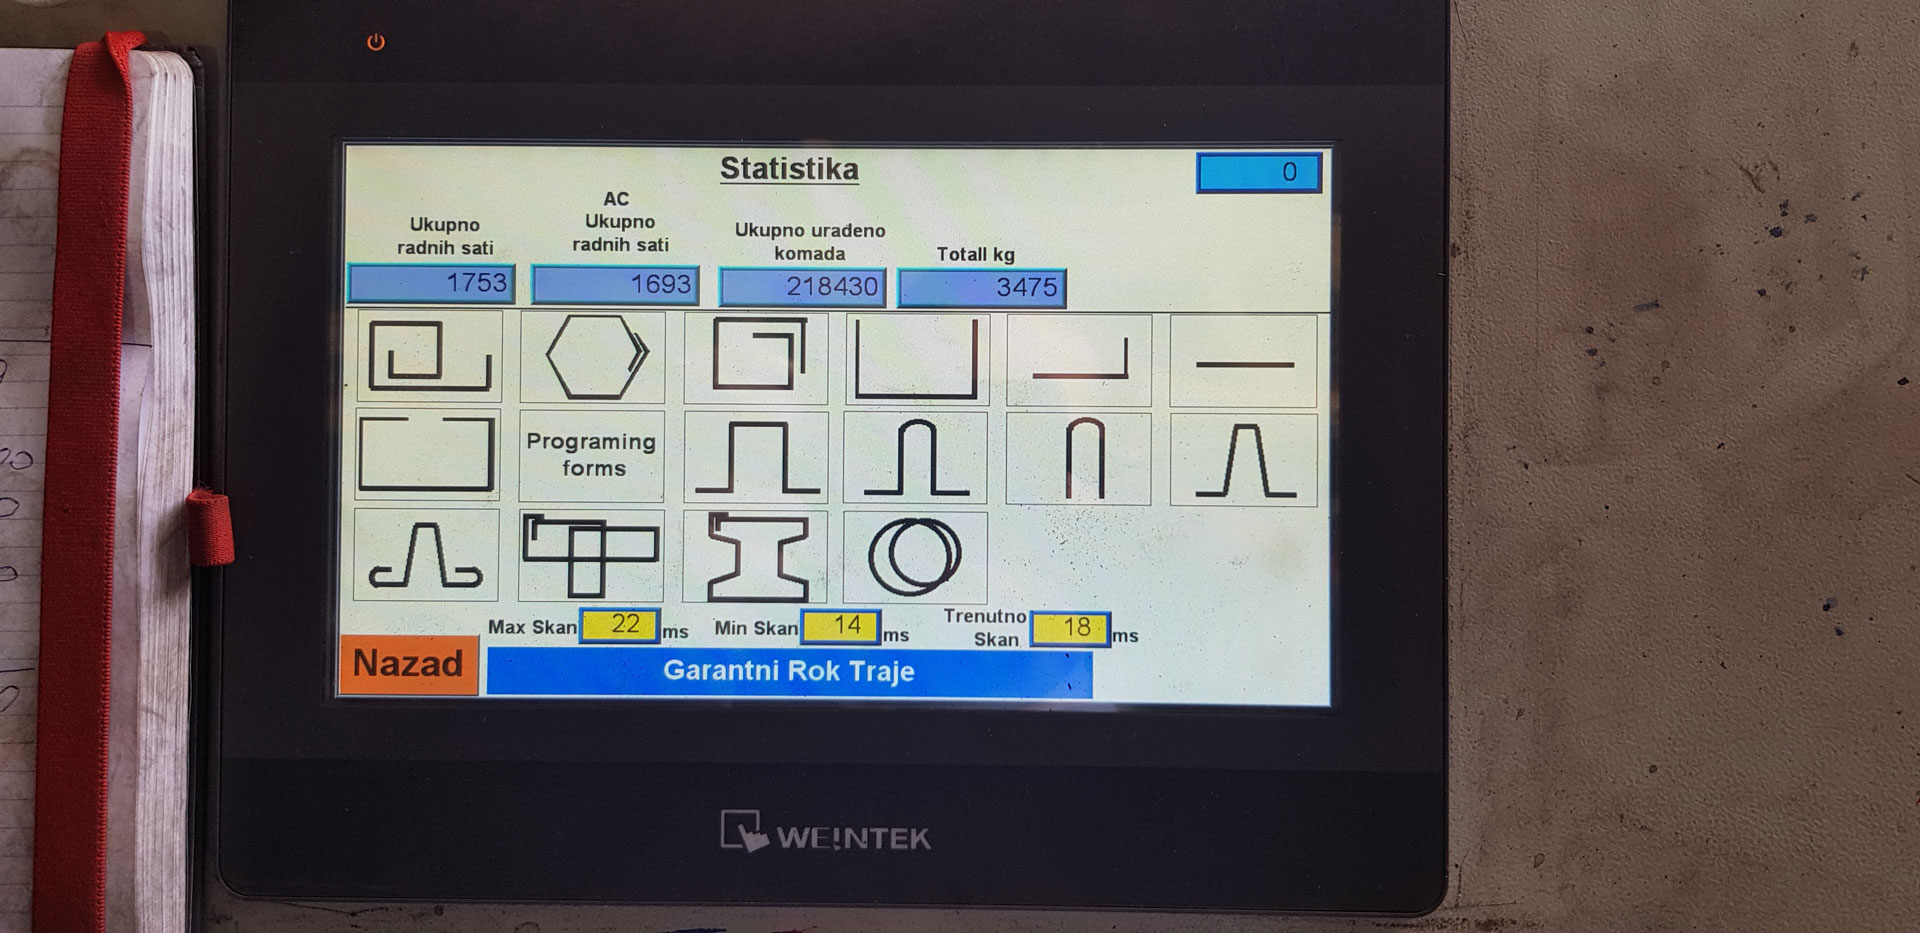 Statistika
0
Ukupno
radnih sati
AC
Ukupno
radnih sati
Ukupno urađeno
komada
Totall kg
1753
1693
218430
3475
Programing
forms
Max Skan 22 ms
Min Skan 14 ms
Trenutno
Skan 18 ms
Nazad
Garantni Rok Traje
WEINTEK